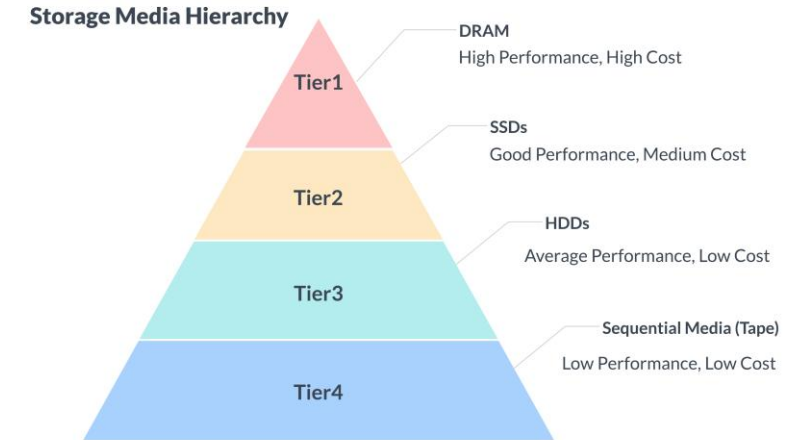 Storage Media Hierarchy
DRAM
High Performance, High Cost
Tier1
SSDs
Good Performance, Medium Cost
Tier2
HDDs
Average Performance, Low Cost
Tier3
Sequential Media (Tape)
Low Performance, Low Cost
Tier4